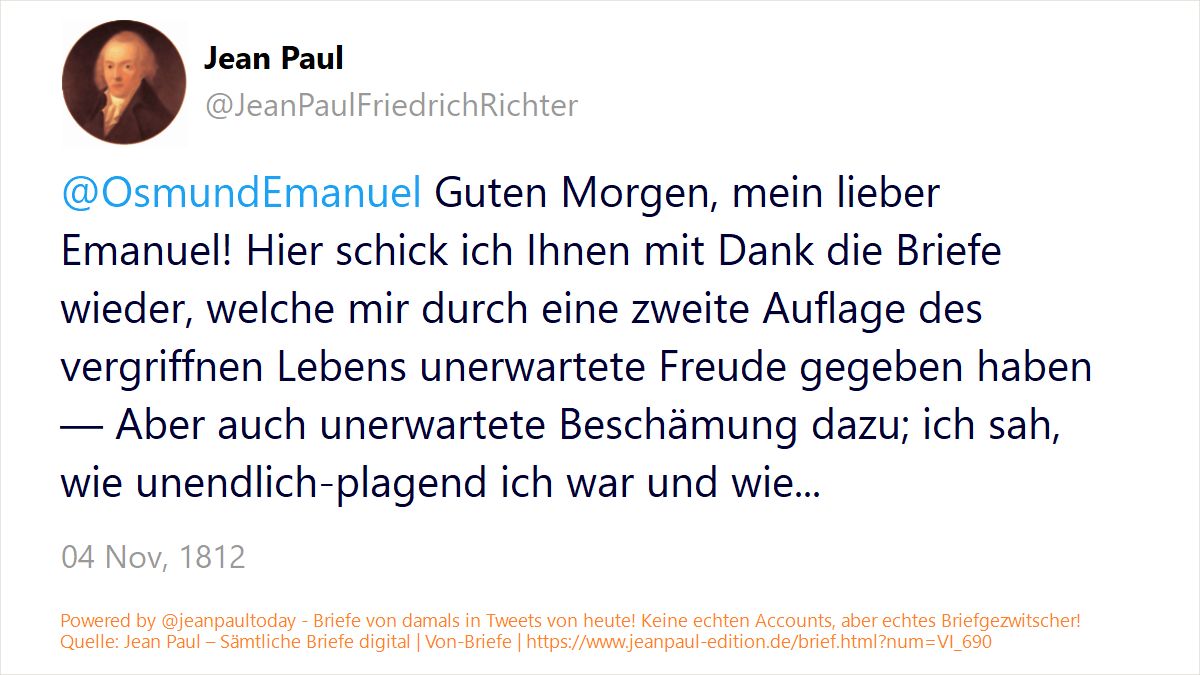 Jean Paul
@JeanPaulFriedrichRichter
@OsmundEmanuel Guten Morgen, mein lieber
Emanuel! Hier schick ich Ihnen mit Dank die Briefe
wieder, welche mir durch eine zweite Auflage des
vergriffnen Lebens unerwartete Freude gegeben haben
— Aber auch unerwartete Beschämung dazu; ich sah,
wie unendlich-plagend ich war und wie...
04 Nov, 1812
Powered by @jeanpaultoday - Briefe von damals in Tweets von heute! Keine echten Accounts, aber echtes Briefgezwitscher!
Quelle: Jean Paul – Sämtliche Briefe digital | Von-Briefe | https://www.jeanpaul-edition.de/brief.html?num=VI_690